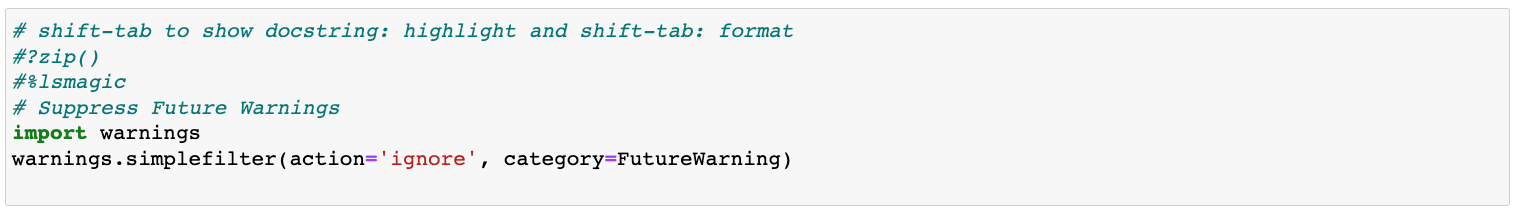 # shift-tab to show docstring: highlight and shift-tab: format
#?zip()
#%lsmagic
# Suppress Future Warnings
import warnings
warnings.simplefilter(action='ignore', category=FutureWarning)